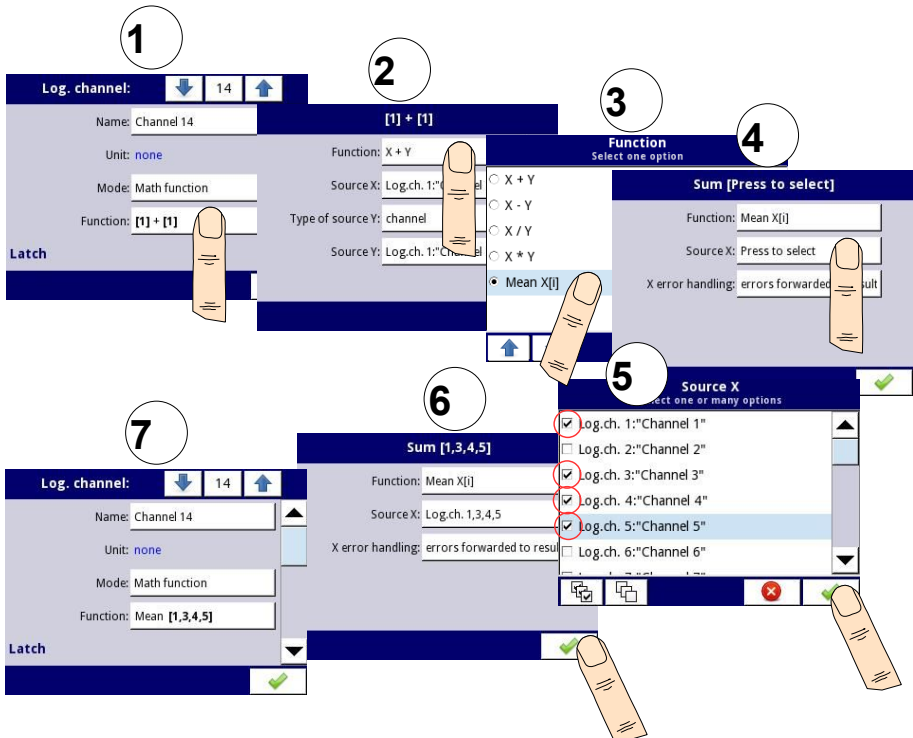 1
Log. channel:
14
Name: Channel 14
Unit: none
Mode: Math function
Function: [1] + [1]
Latch
2
[1] + [1]
Function: X + Y
Source X: Log.ch. 1:"
Type of source Y: channel
Source Y: Log.ch. 1:"Channel
3
Function
Select one option
X + Y
X - Y
X / Y
X * Y
Mean X[i]
4
Sum [Press to select]
Function: Mean X[i]
Source X: Press to select
X error handling: errors forwarded
5
Source X
ect one or many options
Log.ch. 1:"Channel 1"
Log.ch. 2:"Channel 2"
Log.ch. 3:"Channel 3"
Log.ch. 4:"Channel 4"
Log.ch. 5:"Channel 5"
Log.ch. 6:"Channel 6"
6
Sum [1,3,4,5]
Function: Mean X[i]
Source X: Log.ch. 1,3,4,5
X error handling: errors forwarded to resul
7
Log. channel:
14
Name: Channel 14
Unit: none
Mode: Math function
Function: Mean [1,3,4,5]
Latch